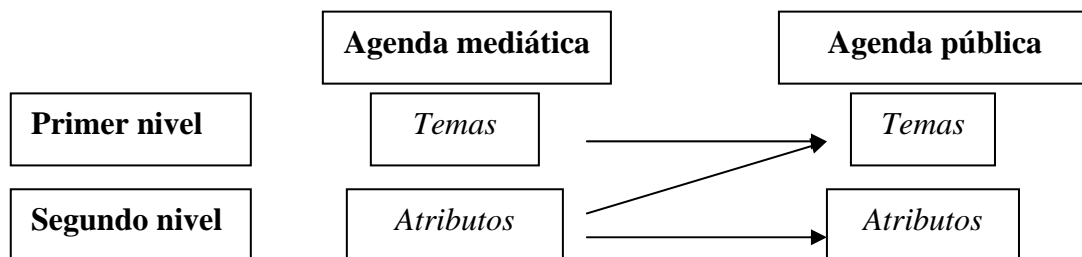 Agenda mediática Agenda pública
Primer nivel Temas Temas
Segundo nivel Atributos Atributos